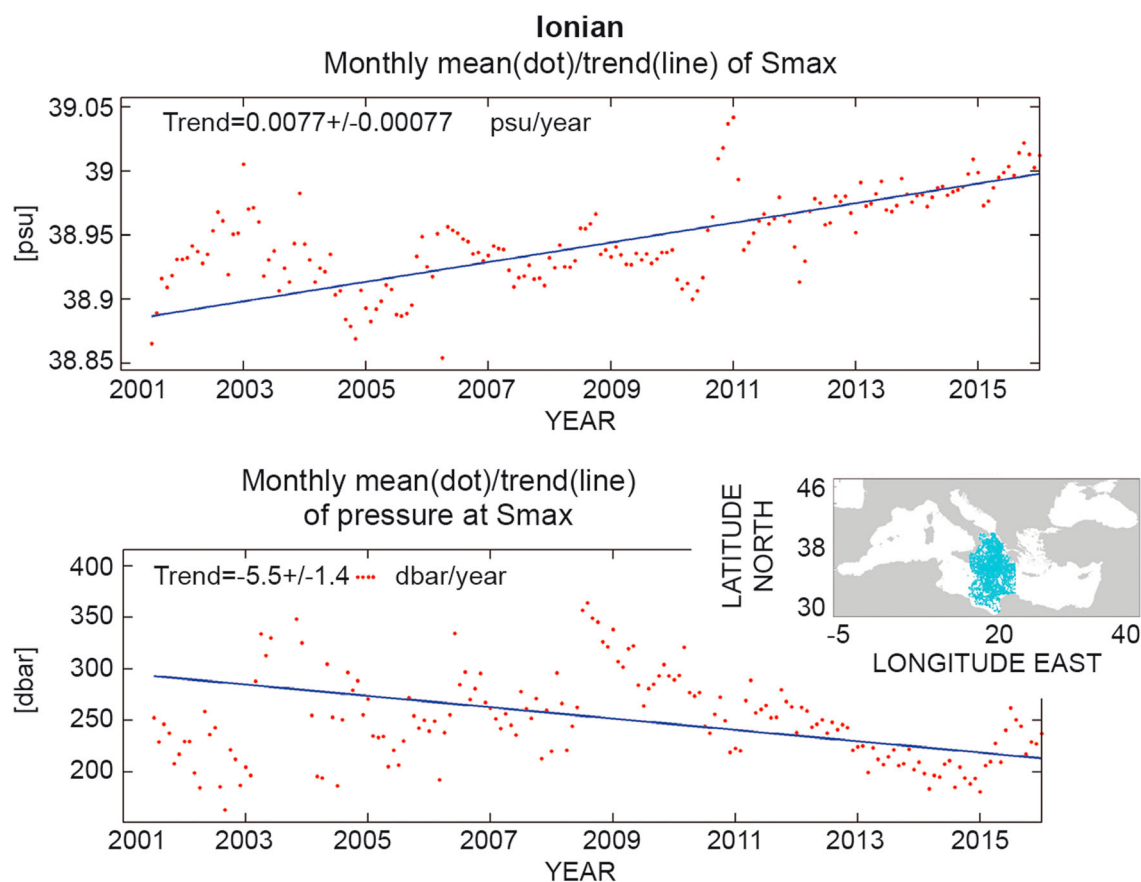 Ionian
Monthly mean(dot)/trend(line) of Smax
Trend=0.0077+/-0.00077 psu/year
[psu]
39.05
39
38.95
38.9
38.85
2001 2003 2005 2007 2009 2011 2013 2015
YEAR
Monthly mean(dot)/trend(line)
of pressure at Smax
Trend=-5.5+/-1.4 dbar/year
[dbar]
400
350
300
250
200
2001 2003 2005 2007 2009 2011 2013 2015
YEAR
LATITUDE
NORTH
46
38
30
-5 20 40
LONGITUDE EAST